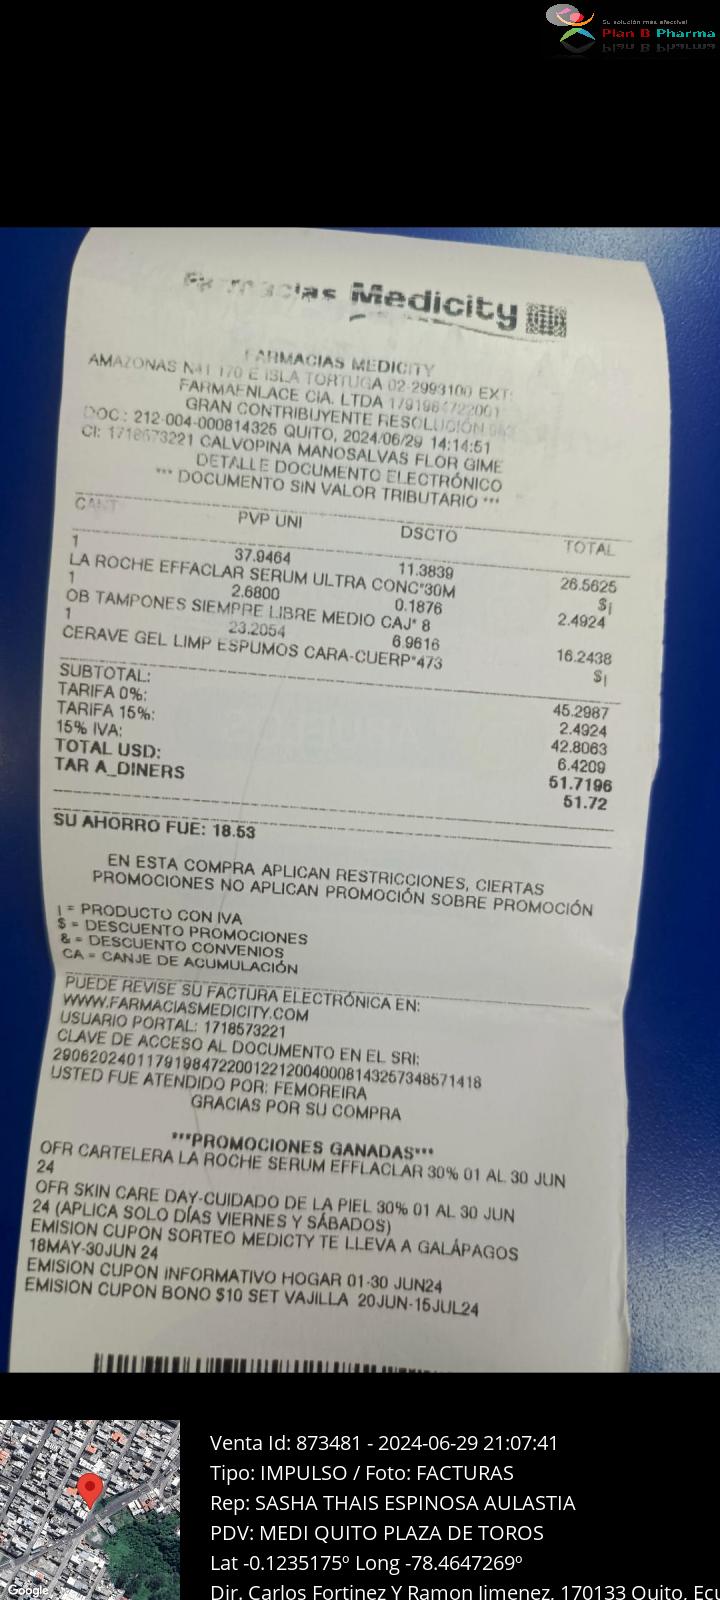 Su solución mas efectiva!
Plan B Pharma
Farmacias Medicity
FARMACIAS MEDICITY
AMAZONAS N41 170 E ISLA TORTUGA 02-2993100 EXT:
FARMAENLACE CIA. LTDA 1791984722001
GRAN CONTRIBUYENTE RESOLUCIÓN
DOC.: 212-004-000814325 QUITO, 2024/06/29 14:14:51
CI: 1718573221 CALVOPINA MANOSALVAS FLOR GIME
DETALLE DOCUMENTO ELECTRÓNICO
*** DOCUMENTO SIN VALOR TRIBUTARIO ***
CANT PVP UNI DSCTO TOTAL
1 37.9464 11.3839 26.5625
LA ROCHE EFFACLAR SERUM ULTRA CONC*30M $|
1 2.6800 0.1876 2.4924
OB TAMPONES SIEMPRE LIBRE MEDIO CAJ* 8
1 23.2054 6.9616 16.2438
CERAVE GEL LIMP ESPUMOS CARA-CUERP*473 $|
SUBTOTAL: 45.2987
TARIFA 0%: 2.4924
TARIFA 15%: 42.8063
15% IVA: 6.4209
TOTAL USD: 51.7196
TAR A_DINERS 51.72
SU AHORRO FUE: 18.53
EN ESTA COMPRA APLICAN RESTRICCIONES, CIERTAS
PROMOCIONES NO APLICAN PROMOCIÓN SOBRE PROMOCIÓN
| = PRODUCTO CON IVA
$ = DESCUENTO PROMOCIONES
& = DESCUENTO CONVENIOS
CA = CANJE DE ACUMULACIÓN
PUEDE REVISE SU FACTURA ELECTRÓNICA EN:
WWW.FARMACIASMEDICITY.COM
USUARIO PORTAL: 1718573221
CLAVE DE ACCESO AL DOCUMENTO EN EL SRI:
2906202401179198472200122120040008143257348571418
USTED FUE ATENDIDO POR: FEMOREIRA
GRACIAS POR SU COMPRA
***PROMOCIONES GANADAS***
OFR CARTELERA LA ROCHE SERUM EFFLACLAR 30% 01 AL 30 JUN
24
OFR SKIN CARE DAY-CUIDADO DE LA PIEL 30% 01 AL 30 JUN
24 (APLICA SOLO DÍAS VIERNES Y SÁBADOS)
EMISION CUPON SORTEO MEDICTY TE LLEVA A GALÁPAGOS
18MAY-30JUN 24
EMISION CUPON INFORMATIVO HOGAR 01-30 JUN24
EMISION CUPON BONO $10 SET VAJILLA 20JUN-15JUL24
Venta Id: 873481 - 2024-06-29 21:07:41
Tipo: IMPULSO / Foto: FACTURAS
Rep: SASHA THAIS ESPINOSA AULASTIA
PDV: MEDI QUITO PLAZA DE TOROS
Lat -0.1235175º Long -78.4647269º
Dir. Carlos Fortinez Y Ramon Jimenez, 170133 Quito, Ecu
Google